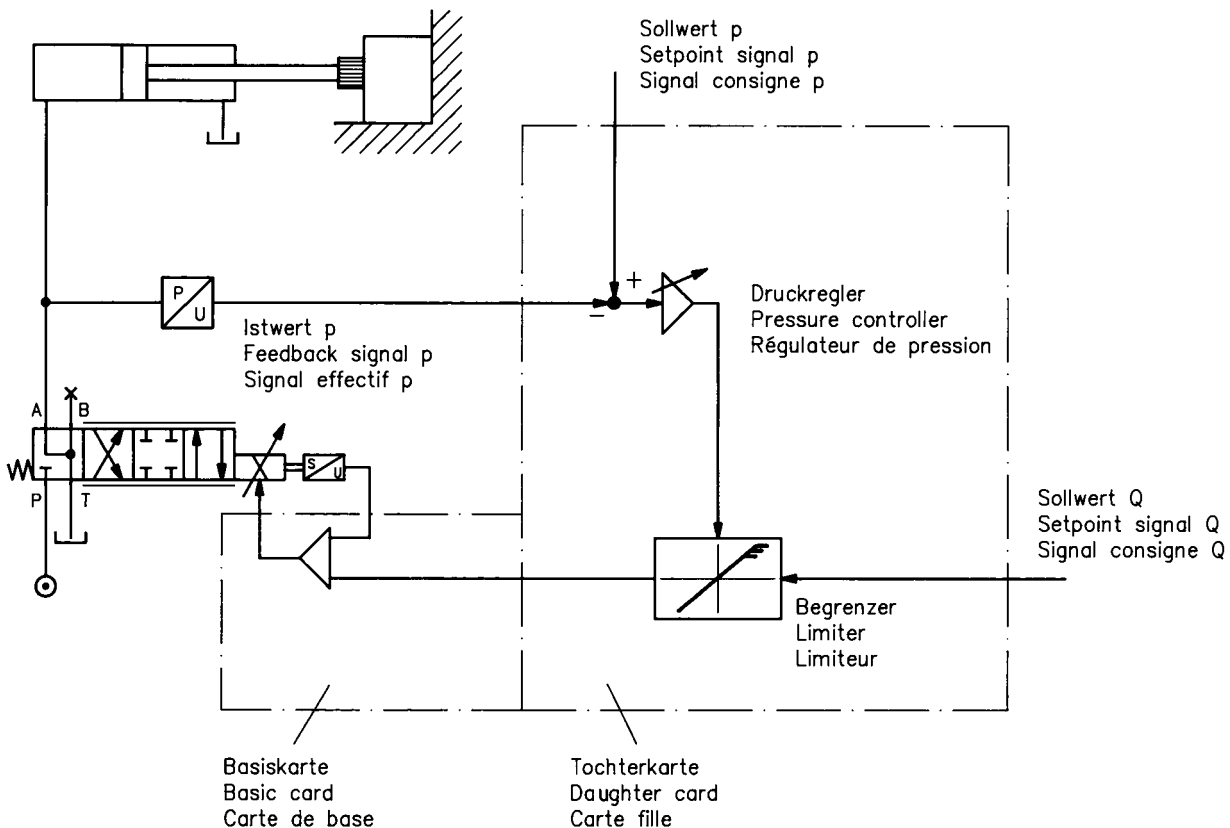 Sollwert p
Setpoint signal p
Signal consigne p
P
U
+
−
Istwert p
Feedback signal p
Signal effectif p
Druckregler
Pressure controller
Régulateur de pression
A B
S
U
P T
Sollwert Q
Setpoint signal Q
Signal consigne Q
Begrenzer
Limiter
Limiteur
Basiskarte
Basic card
Carte de base
Tochterkarte
Daughter card
Carte fille